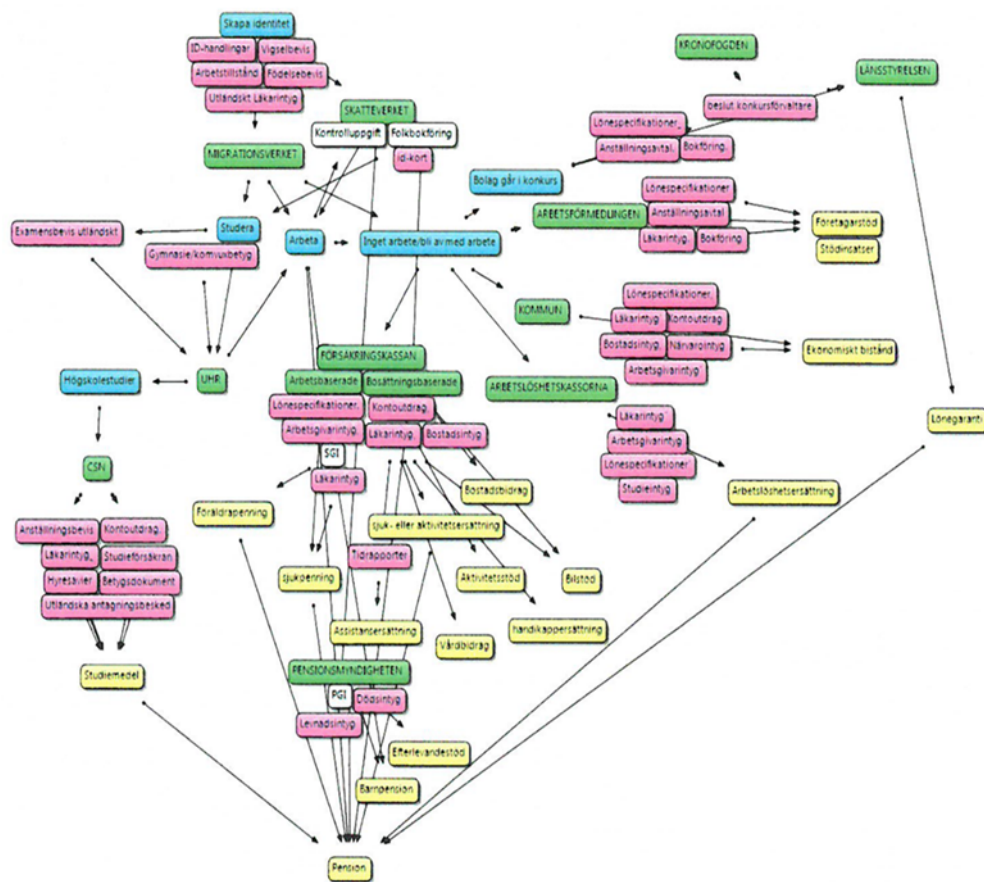 Skapa identitet
ID-handlingar
Vigselbevis
Arbetstillstånd
Födelsebevis
Utländskt Läkarintyg
MIGRATIONSVERKET
SKATTEVERKET
Kontrolluppgift
Folkbokföring
id-kort
KRONOFOGDEN
LÄNSSTYRELSEN
beslut konkursförvaltare
Lönespecifikationer,
Anställningsavtal,
Bokföring,
Bolag går i konkurs
ARBETSFÖRMEDLINGEN
Lönespecifikationer
Anställningsavtal
Läkarintyg,
Bokföring
Företagarstöd
Stödinsatser
Examensbevis utländskt
Studera
Gymnasie/komvuxbetyg
Arbeta
Inget arbete/bli av med arbete
KOMMUN
Lönespecifikationer,
Läkarintyg
Kontoutdrag
Bostadsintyg,
Närvarointyg
Arbetsgivarintyg
Ekonomiskt bistånd
FÖRSÄKRINGSKASSAN
Arbetsbaserade
Bosättningsbaserade
Lönespecifikationer,
Kontoutdrag,
Arbetsgivarintyg,
Läkarintyg,
Bostadsintyg
SGI
Läkarintyg
ARBETSLÖSHETSKASSORNA
Läkarintyg
Arbetsgivarintyg
Lönespecifikationer
Studieintyg
Lönegaranti
Högskolestudier
UHR
CSN
Anställningsbevis
Kontoutdrag,
Läkarintyg,
Studieförsäkran
Hyresavier
Betygsdokument
Utländska antagningsbesked
Föräldrapenning
Bostadsbidrag
Arbetslöshetsersättning
sjuk- eller aktivitetsersättning
Tidrapporter
sjukpenning
Aktivitetsstöd
Bilstöd
Assistansersättning
Vårdbidrag
handikappersättning
Studiemedel
PENSIONSMYNDIGHETEN
PGI
Dödsintyg
Levnadsintyg
Efterlevandestöd
Barnpension
Pension